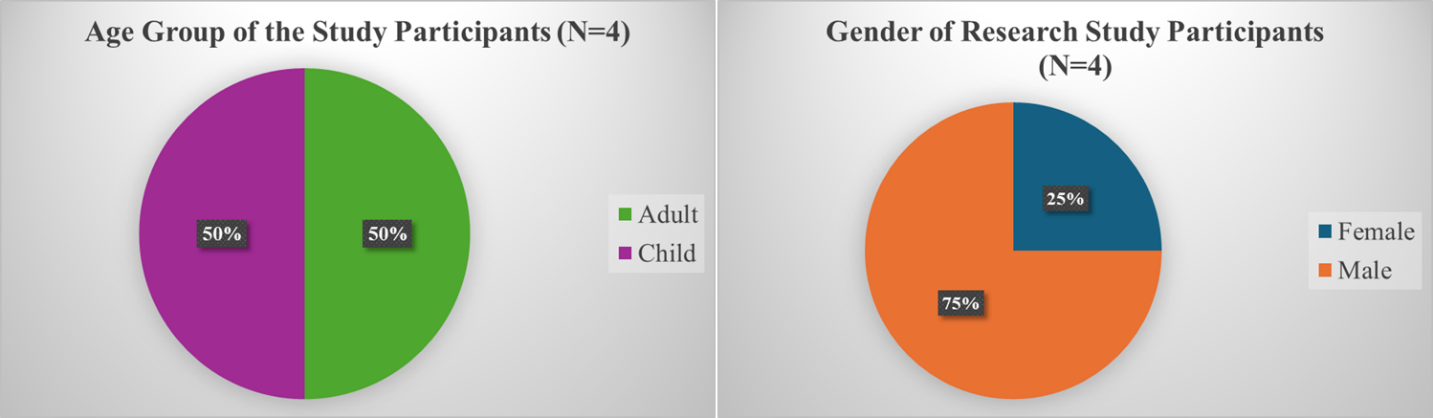 Age Group of the Study Participants (N=4)
50%
50%
Adult
Child
Gender of Research Study Participants
(N=4)
25%
75%
Female
Male